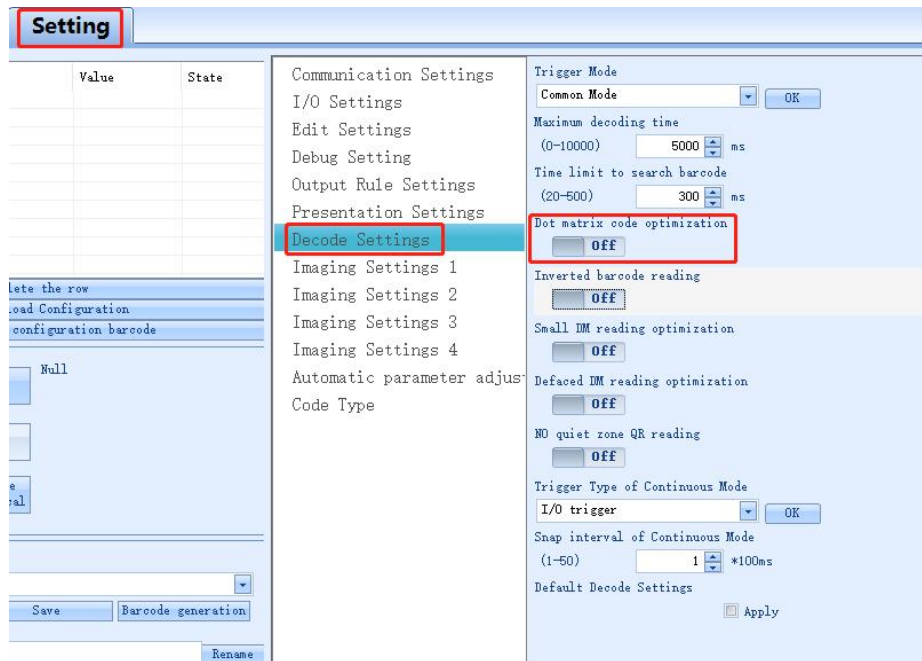 Setting
Value State
lete the row
oad Configuration
configuration barcode
Null
e
cal
Save Barcode generation
Rename
Communication Settings
I/O Settings
Edit Settings
Debug Setting
Output Rule Settings
Presentation Settings
Decode Settings
Imaging Settings 1
Imaging Settings 2
Imaging Settings 3
Imaging Settings 4
Automatic parameter adjus
Code Type
Trigger Mode
Common Mode OK
Maximum decoding time
(0-10000) 5000 ms
Time limit to search barcode
(20-500) 300 ms
Dot matrix code optimization
Off
Inverted barcode reading
Off
Small DM reading optimization
Off
Defaced DM reading optimization
Off
NO quiet zone QR reading
Off
Trigger Type of Continuous Mode
I/O trigger OK
Snap interval of Continuous Mode
(1-50) 1 *100ms
Default Decode Settings
Apply